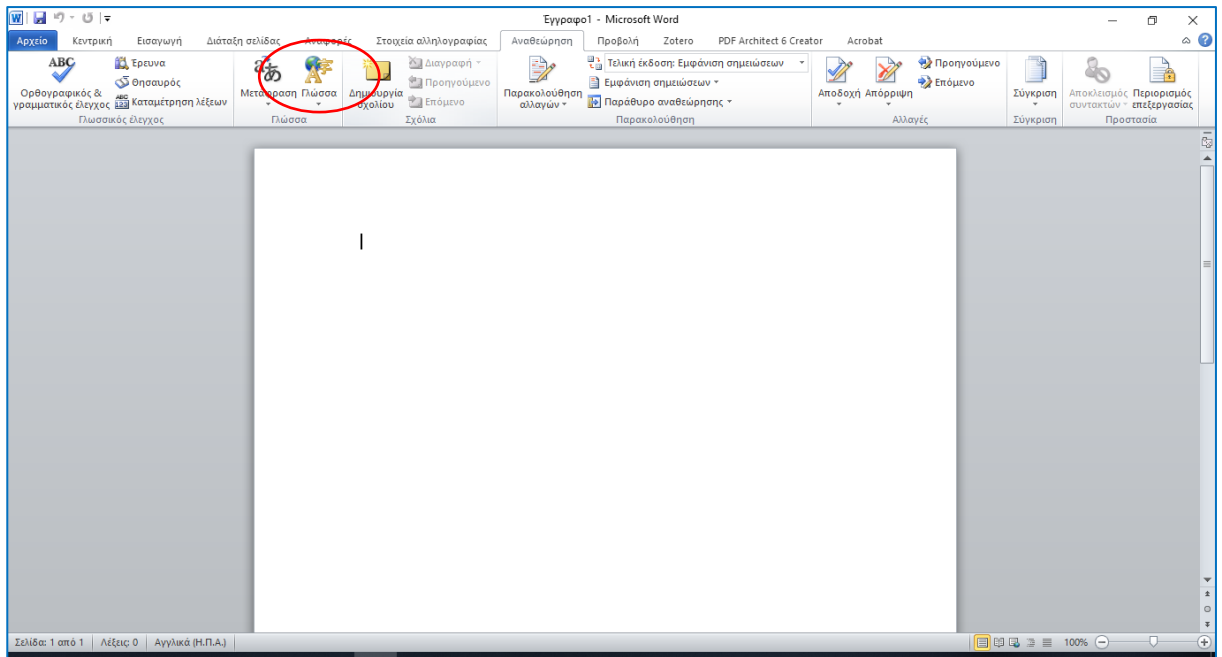 Έγγραφο1 - Microsoft Word
Αρχείο Κεντρική Εισαγωγή Διάταξη σελίδας Αναφορές Στοιχεία αλληλογραφίας Αναθεώρηση Προβολή Zotero PDF Architect 6 Creator Acrobat
ABC
Ορθογραφικός &
γραμματικός έλεγχος
Έρευνα
Θησαυρός
ABC
123
Καταμέτρηση λέξεων
Γλωσσικός έλεγχος
Μετάφραση
Γλώσσα
Γλώσσα
Δημιουργία
σχολίου
Διαγραφή
Προηγούμενο
Επόμενο
Σχόλια
Παρακολούθηση
αλλαγών
Τελική έκδοση: Εμφάνιση σημειώσεων
Εμφάνιση σημειώσεων
Παράθυρο αναθεώρησης
Παρακολούθηση
Αποδοχή
Απόρριψη
Προηγούμενο
Επόμενο
Αλλαγές
Σύγκριση
Σύγκριση
Αποκλεισμός
συντακτών
Περιορισμός
επεξεργασίας
Προστασία
Σελίδα: 1 από 1 Λέξεις: 0 Αγγλικά (Η.Π.Α.) 100%